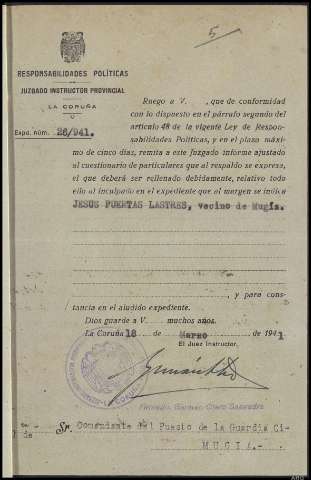 5
RESPONSABILIDADES POLÍTICAS
JUZGADO INSTRUCTOR PROVINCIAL
LA CORUÑA
Expe. núm. 26/941.
Ruego a V. , que de conformidad
con lo dispuesto en el párrafo segundo del
artículo 48 de la vigente Ley de Respon-
sabilidades Políticas, y en el plazo máxi-
mo de cinco días, remita a este Juzgado informe ajustado
al cuestionario de particulares que al respaldo se expresa,
el que deberá ser rellenado debidamente, relativo todo
ello al inculpado en el expediente que al margen se indica
JESUS PUERTAS LASTRES, vecino de Mugía.
, y para cons-
tancia en el aludido expediente.
Dios guarde a V. muchos años.
La Coruña 18 de Marzo de 1941
El Juez Instructor,
LA CORUÑA
German
Sr. Comandante del Puesto de la Guardia Ci-
de
MUGIA.-